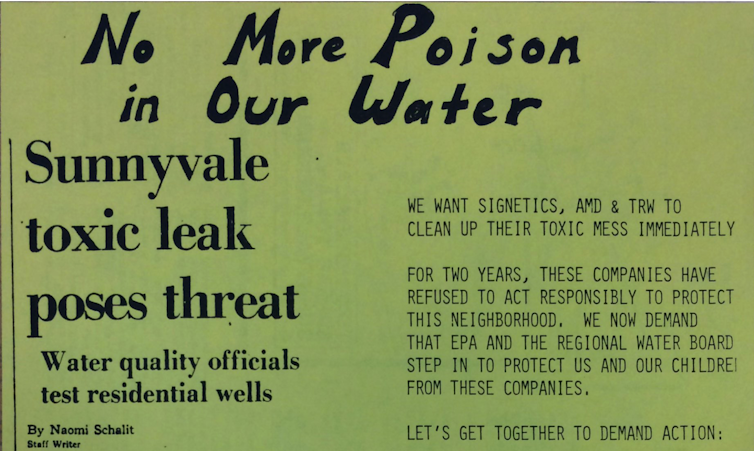 No More Poison
in Our Water
Sunnyvale
toxic leak
poses threat
Water quality officials
test residential wells
By Naomi Schalit
Staff Writer
WE WANT SIGNETICS, AMD & TRW TO
CLEAN UP THEIR TOXIC MESS IMMEDIATELY
FOR TWO YEARS, THESE COMPANIES HAVE
REFUSED TO ACT RESPONSIBLY TO PROTECT
THIS NEIGHBORHOOD. WE NOW DEMAND
THAT EPA AND THE REGIONAL WATER BOARD
STEP IN TO PROTECT US AND OUR CHILDRE
FROM THESE COMPANIES.
LET'S GET TOGETHER TO DEMAND ACTION: